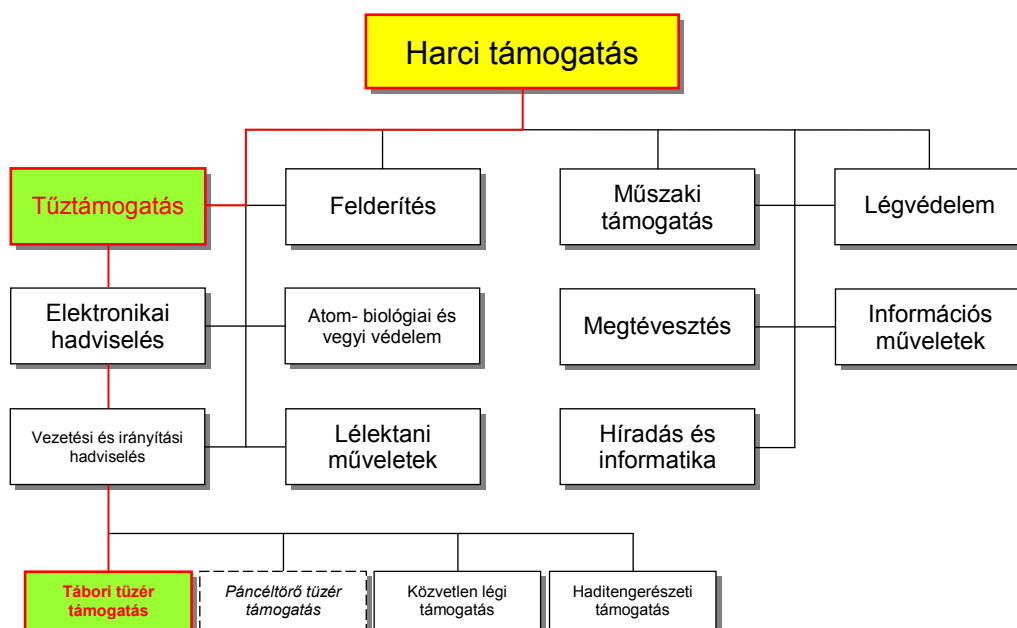 Harci támogatás
Tűztámogatás
Felderítés
Műszaki
támogatás
Légvédelem
Elektronikai
hadviselés
Atom- biológiai és
vegyi védelem
Megtévesztés
Információs
műveletek
Vezetési és irányítási
hadviselés
Lélektani
műveletek
Híradás és
informatika
Tábori tüzér
támogatás
Páncéltörő tüzér
támogatás
Közvetlen légi
támogatás
Haditengerészeti
támogatás